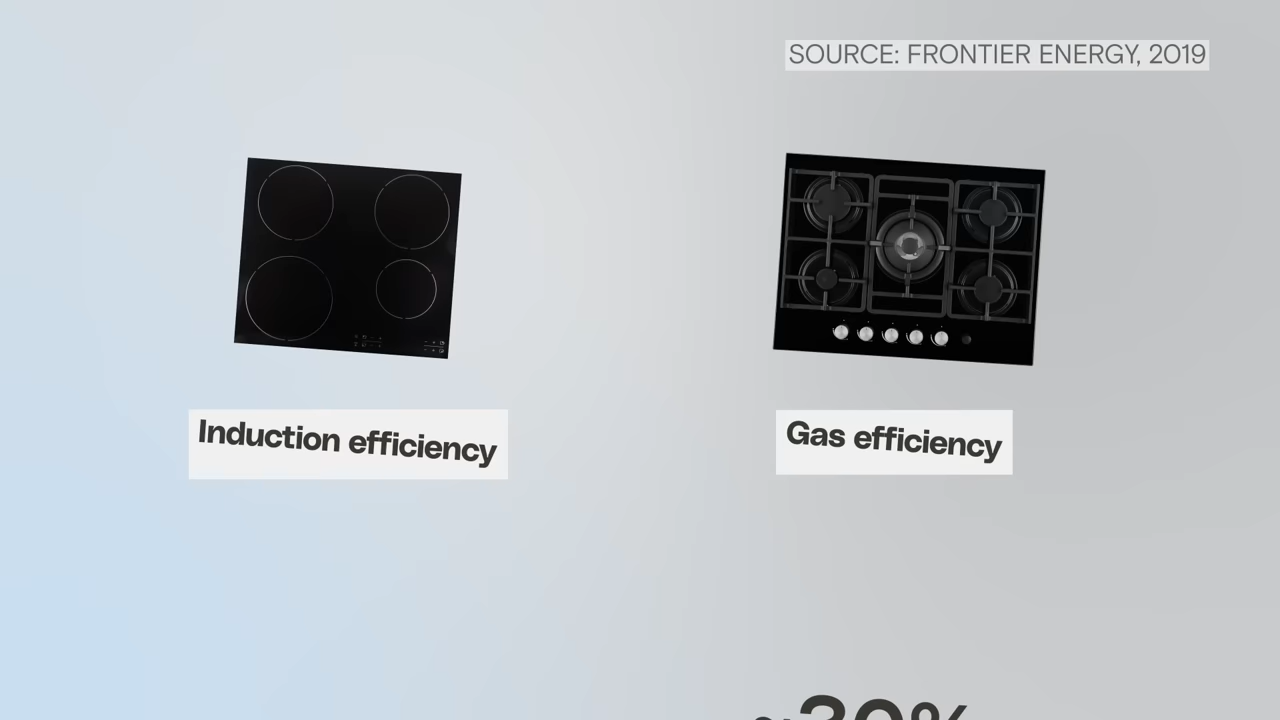 SOURCE: FRONTIER ENERGY, 2019
Induction efficiency
Gas efficiency